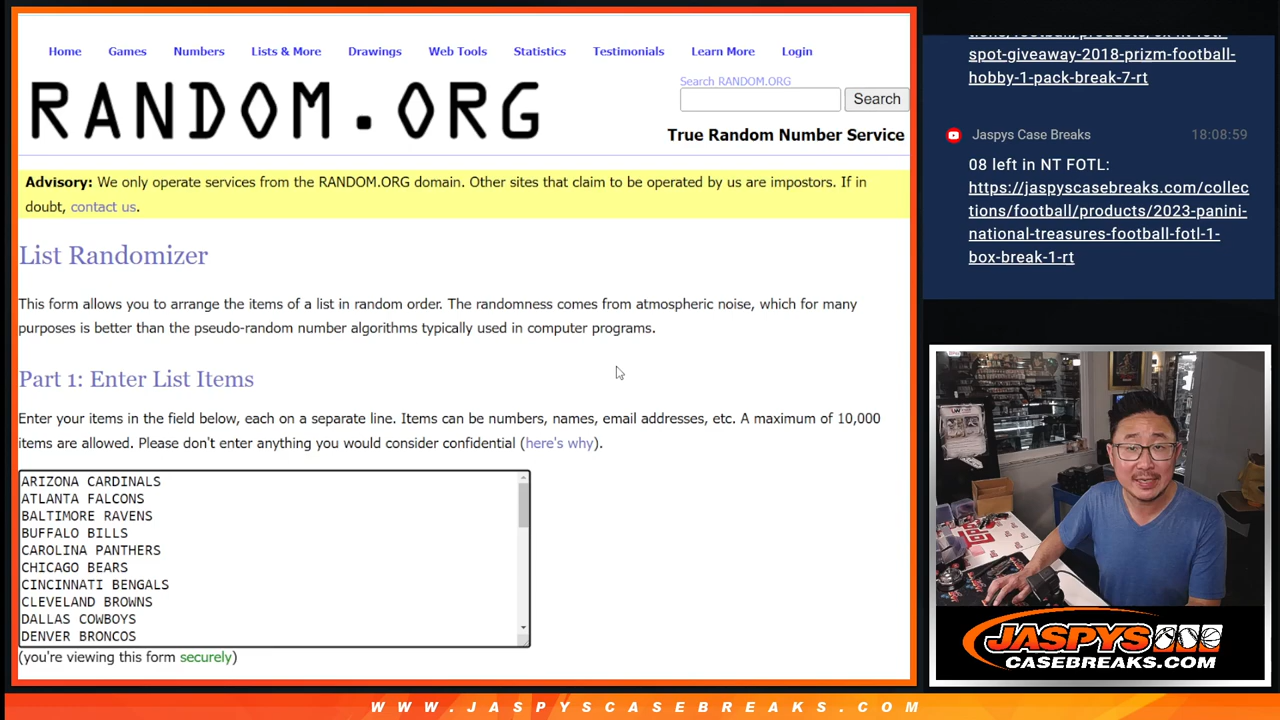 Home Games Numbers Lists & More Drawings Web Tools Statistics Testimonials Learn More Login
RANDOM.ORG
Search RANDOM.ORG
Search
True Random Number Service
Advisory: We only operate services from the RANDOM.ORG domain. Other sites that claim to be operated by us are impostors. If in
doubt, contact us.
List Randomizer
This form allows you to arrange the items of a list in random order. The randomness comes from atmospheric noise, which for many
purposes is better than the pseudo-random number algorithms typically used in computer programs.
Part 1: Enter List Items
Enter your items in the field below, each on a separate line. Items can be numbers, names, email addresses, etc. A maximum of 10,000
items are allowed. Please don't enter anything you would consider confidential (here's why).
ARIZONA CARDINALS
ATLANTA FALCONS
BALTIMORE RAVENS
BUFFALO BILLS
CAROLINA PANTHERS
CHICAGO BEARS
CINCINNATI BENGALS
CLEVELAND BROWNS
DALLAS COWBOYS
DENVER BRONCOS
(you're viewing this form securely)
spot-giveaway-2018-prizm-football-
hobby-1-pack-break-7-rt
Jaspys Case Breaks 18:08:59
08 left in NT FOTL:
https://jaspyscasebreaks.com/collec
tions/football/products/2023-panini-
national-treasures-football-fotl-1-
box-break-1-rt
JASPYS
CASEBREAKS.COM
WWW.JASPYSCASEBREAKS.COM